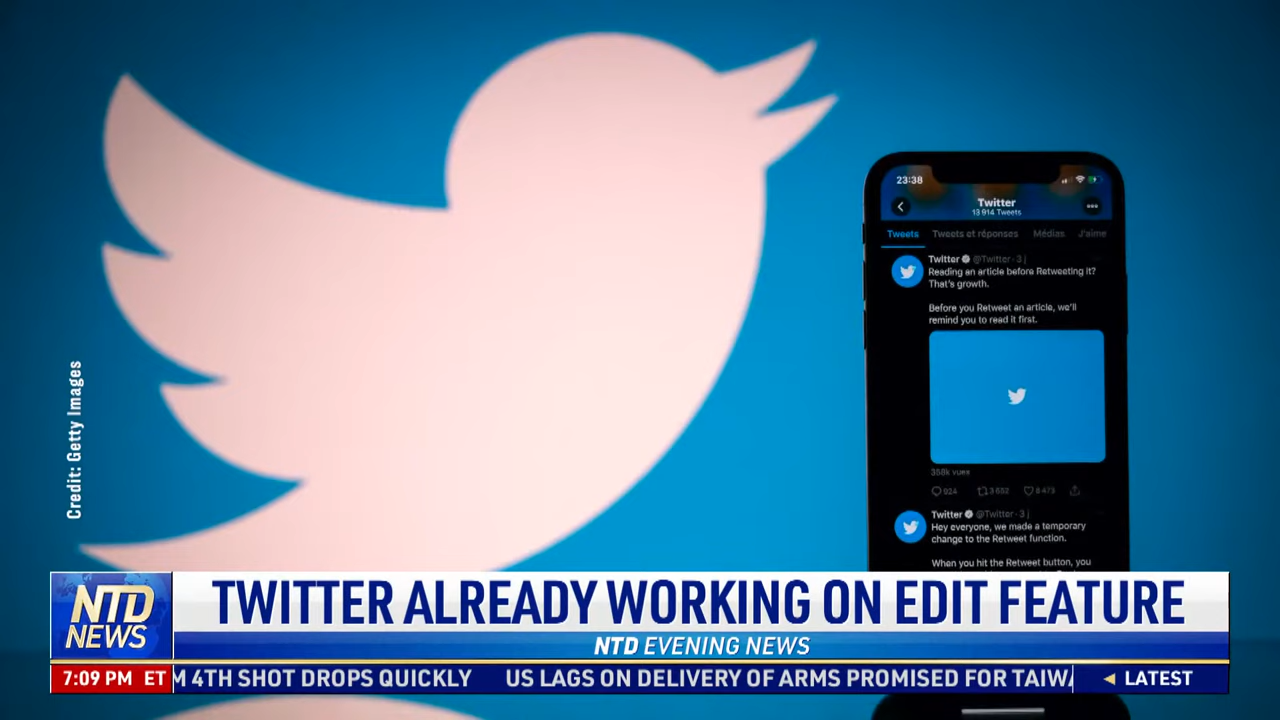 23:38
Twitter
13 914 Tweets
Tweets Tweets et réponses Médias J'aime
Twitter @Twitter · 3 j
Reading an article before Retweeting it?
That's growth.
Before you Retweet an article, we'll
remind you to read it first.
358k vues
924 3 652 8 473
Twitter @Twitter · 3 j
Hey everyone, we made a temporary
change to the Retweet function.
When you hit the Retweet button, you
Credit: Getty Images
NTD
NEWS
TWITTER ALREADY WORKING ON EDIT FEATURE
NTD EVENING NEWS
7:09 PM ET M 4TH SHOT DROPS QUICKLY US LAGS ON DELIVERY OF ARMS PROMISED FOR TAIW LATEST